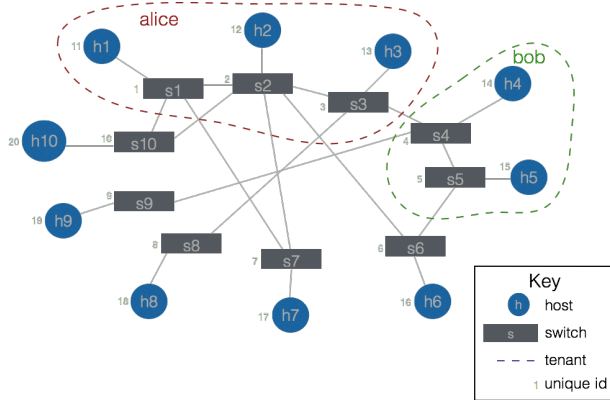 alice
12 h2
11 h1
13 h3
bob
1 s1
2 s2
14 h4
3 s3
4 s4
20 h10
10 s10
5 s5
15 h5
9 s9
19 h9
8 s8
6 s6
7 s7
Key
18 h8
17 h7
16 h6
h host
s switch
tenant
1 unique id